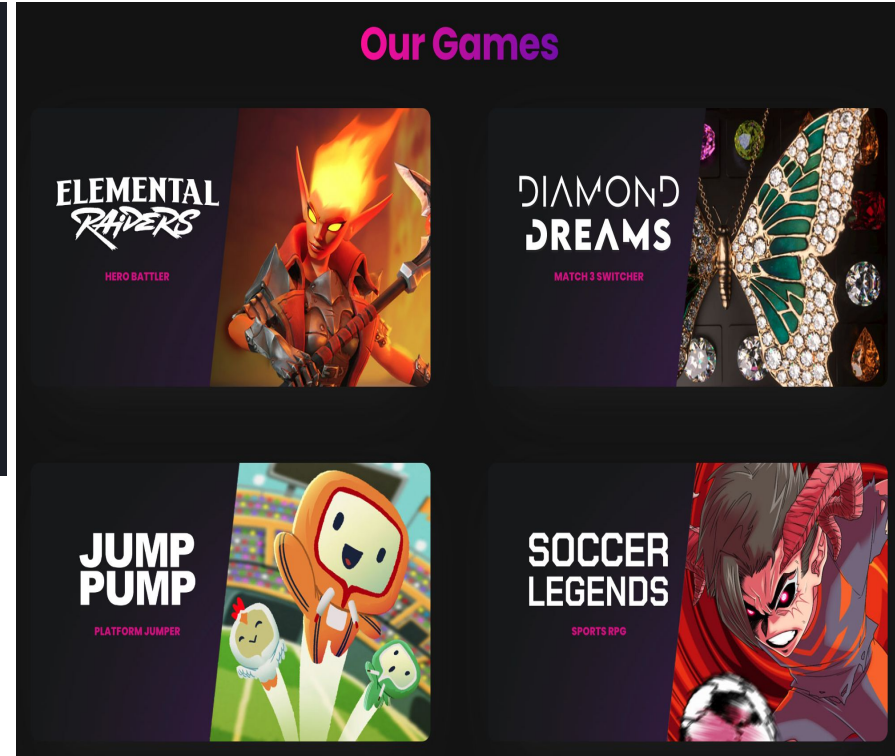 Our Games
ELEMENTAL
RAIDERS
HERO BATTLER
DIAMOND
DREAMS
MATCH 3 SWITCHER
JUMP
PUMP
PLATFORM JUMPER
SOCCER
LEGENDS
SPORTS RPG